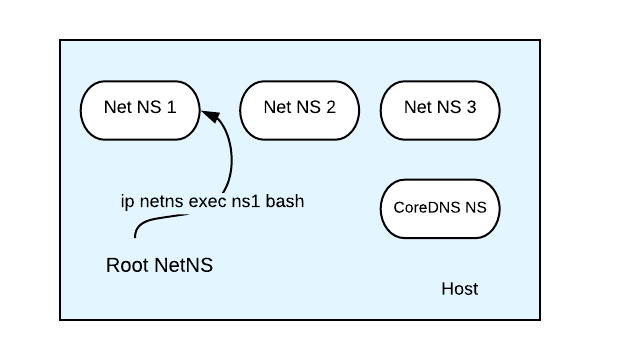 Net NS 1
Net NS 2
Net NS 3
ip netns exec ns1 bash
CoreDNS NS
Root NetNS
Host